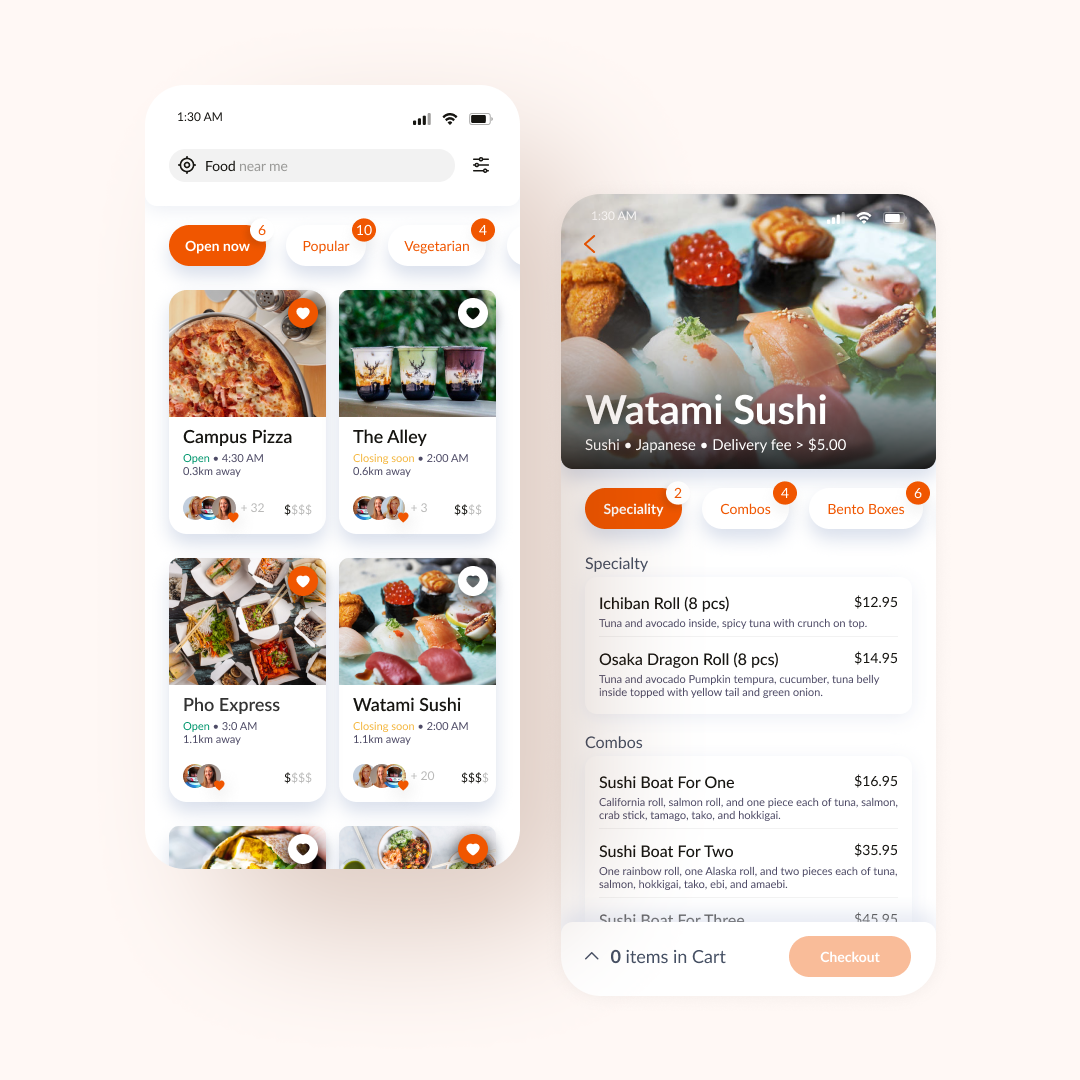 1:30 AM
Food near me
Open now 6
Popular 10
Vegetarian 4
Campus Pizza
Open • 4:30 AM
0.3km away
+ 32 $$$$
The Alley
Closing soon • 2:00 AM
0.6km away
+ 3 $$$$
Pho Express
Open • 3:0 AM
1.1km away
$$$$
Watami Sushi
Closing soon • 2:00 AM
1.1km away
+ 20 $$$$
1:30 AM
Watami Sushi
Sushi • Japanese • Delivery fee > $5.00
Speciality 2
Combos 4
Bento Boxes 6
Specialty
Ichiban Roll (8 pcs) $12.95
Tuna and avocado inside, spicy tuna with crunch on top.
Osaka Dragon Roll (8 pcs) $14.95
Tuna and avocado Pumpkin tempura, cucumber, tuna belly
inside topped with yellow tail and green onion.
Combos
Sushi Boat For One $16.95
California roll, salmon roll, and one piece each of tuna, salmon,
crab stick, tamago, tako, and hokkigai.
Sushi Boat For Two $35.95
One rainbow roll, one Alaska roll, and two pieces each of tuna,
salmon, hokkigai, tako, ebi, and amaebi.
Sushi Boat For Three $45.95
0 items in Cart
Checkout